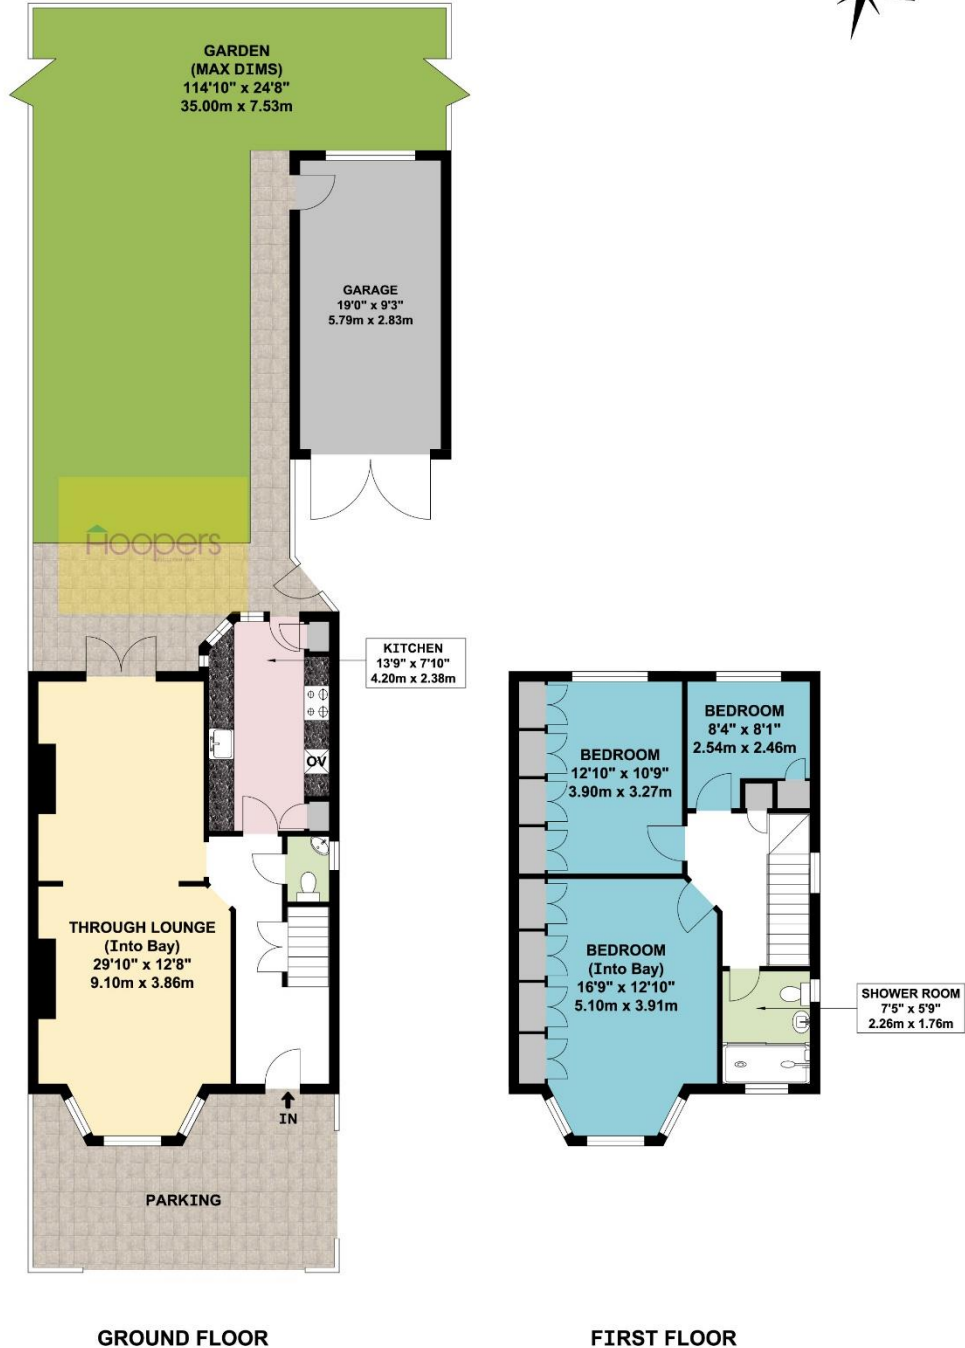 GARDEN
(MAX DIMS)
114'10" x 24'8"
35.00m x 7.53m
GARAGE
19'0" x 9'3"
5.79m x 2.83m
Hoopers
KITCHEN
13'9" x 7'10"
4.20m x 2.38m
OV
THROUGH LOUNGE
(Into Bay)
29'10" x 12'8"
9.10m x 3.86m
IN
PARKING
GROUND FLOOR
BEDROOM
8'4" x 8'1"
2.54m x 2.46m
BEDROOM
12'10" x 10'9"
3.90m x 3.27m
BEDROOM
(Into Bay)
16'9" x 12'10"
5.10m x 3.91m
SHOWER ROOM
7'5" x 5'9"
2.26m x 1.76m
FIRST FLOOR